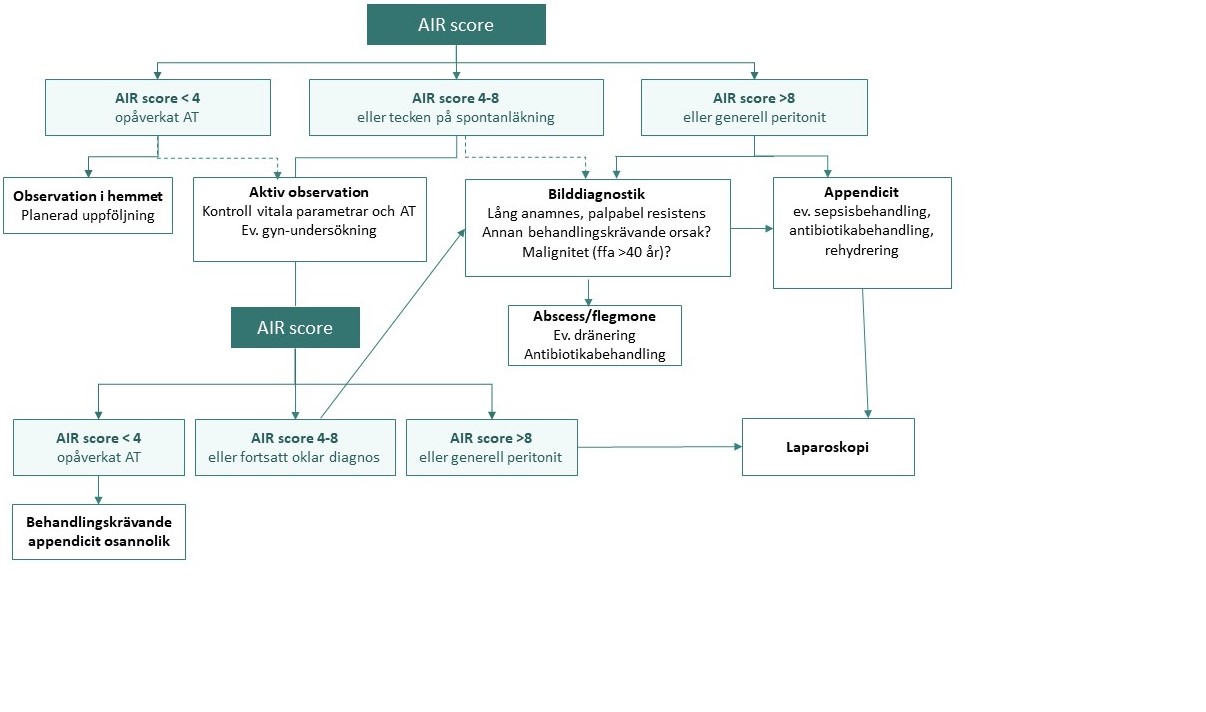 AIR score
AIR score < 4
opåverkat AT
AIR score 4-8
eller tecken på spontanläkning
AIR score >8
eller generell peritonit
Observation i hemmet
Planerad uppföljning
Aktiv observation
Kontroll vitala parametrar och AT
Ev. gyn-undersökning
Bilddiagnostik
Lång anamnes, palpabel resistens
Annan behandlingskrävande orsak?
Malignitet (ffa >40 år)?
Appendicit
ev. sepsisbehandling,
antibiotikabehandling,
rehydrering
Abscess/flegmone
Ev. dränering
Antibiotikabehandling
AIR score
AIR score < 4
opåverkat AT
AIR score 4-8
eller fortsatt oklar diagnos
AIR score >8
eller generell peritonit
Laparoskopi
Behandlingskrävande
appendicit osannolik